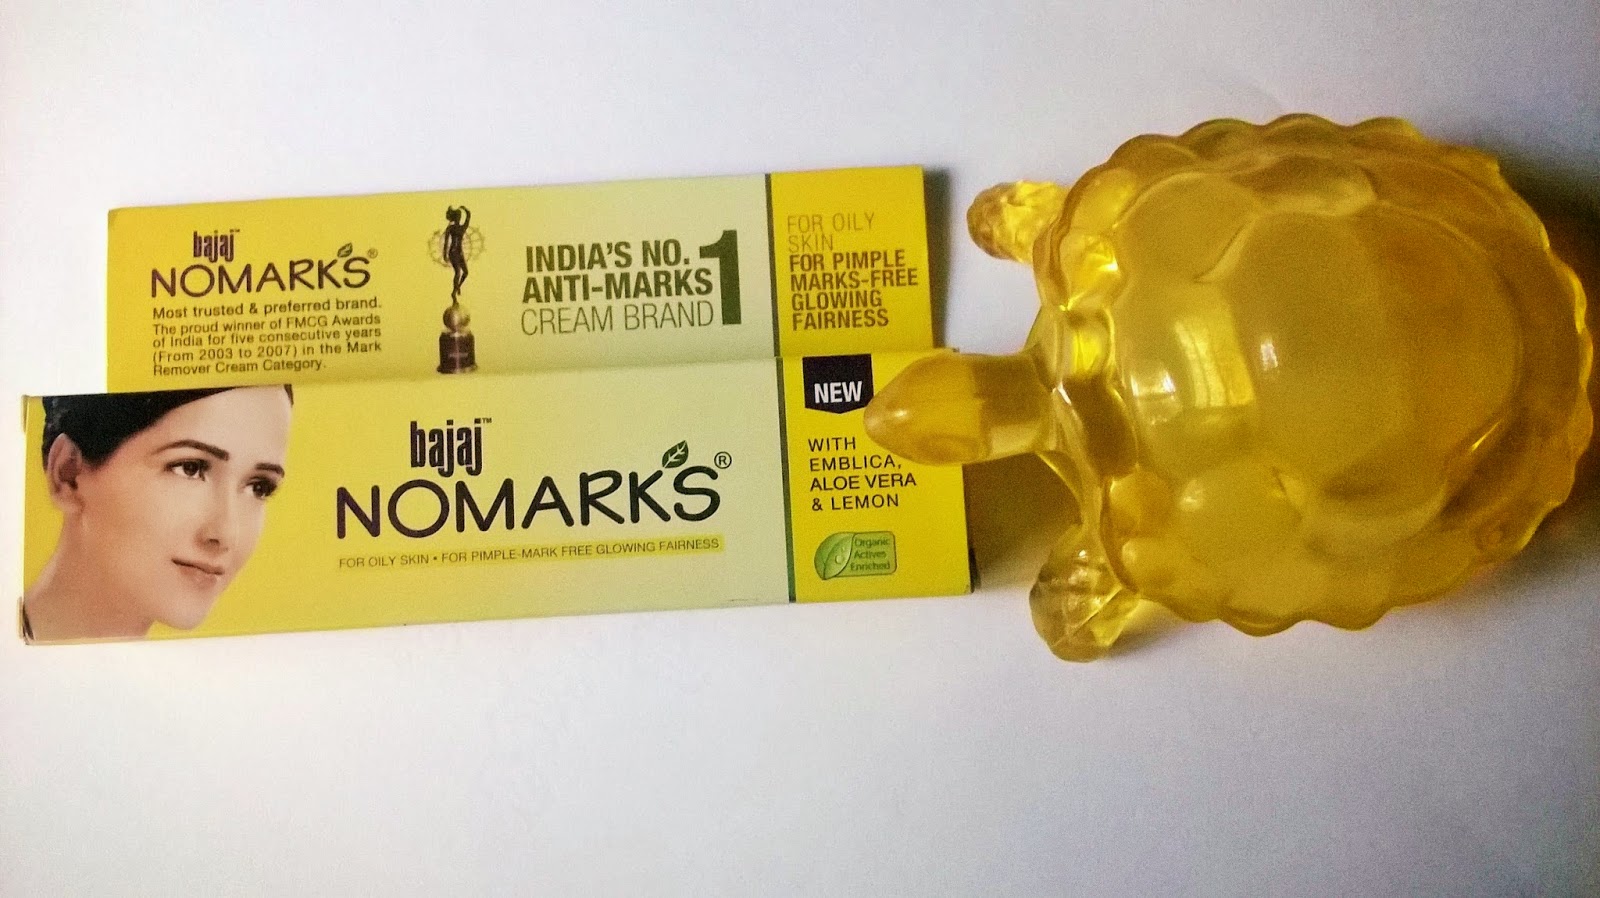 bajaj™
NOMARKS®
Most trusted & preferred brand.
The proud winner of FMCG Awards
of India for five consecutive years
(From 2003 to 2007) in the Mark
Remover Cream Category.
INDIA'S NO. 1
ANTI-MARKS
CREAM BRAND
FOR OILY
SKIN
FOR PIMPLE
MARKS-FREE
GLOWING
FAIRNESS
bajaj™
NOMARKS®
FOR OILY SKIN • FOR PIMPLE-MARK FREE GLOWING FAIRNESS
NEW
WITH
EMBLICA,
ALOE VERA
& LEMON
Organic
Actives
Enriched